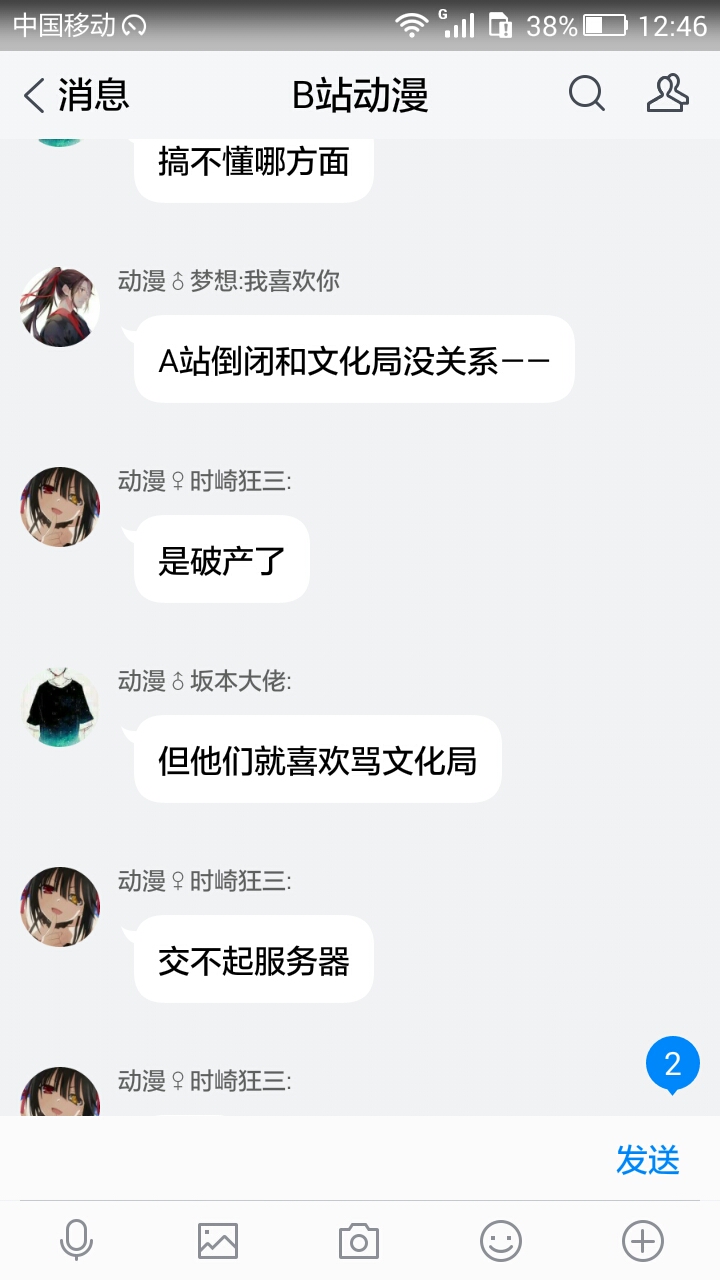 中国移动
G
38%
12:46
消息
B站动漫
搞不懂哪方面
动漫♂梦想:我喜欢你
A站倒闭和文化局没关系－－
动漫♀时崎狂三:
是破产了
动漫♂坂本大佬:
但他们就喜欢骂文化局
动漫♀时崎狂三:
交不起服务器
动漫♀时崎狂三:
2
发送